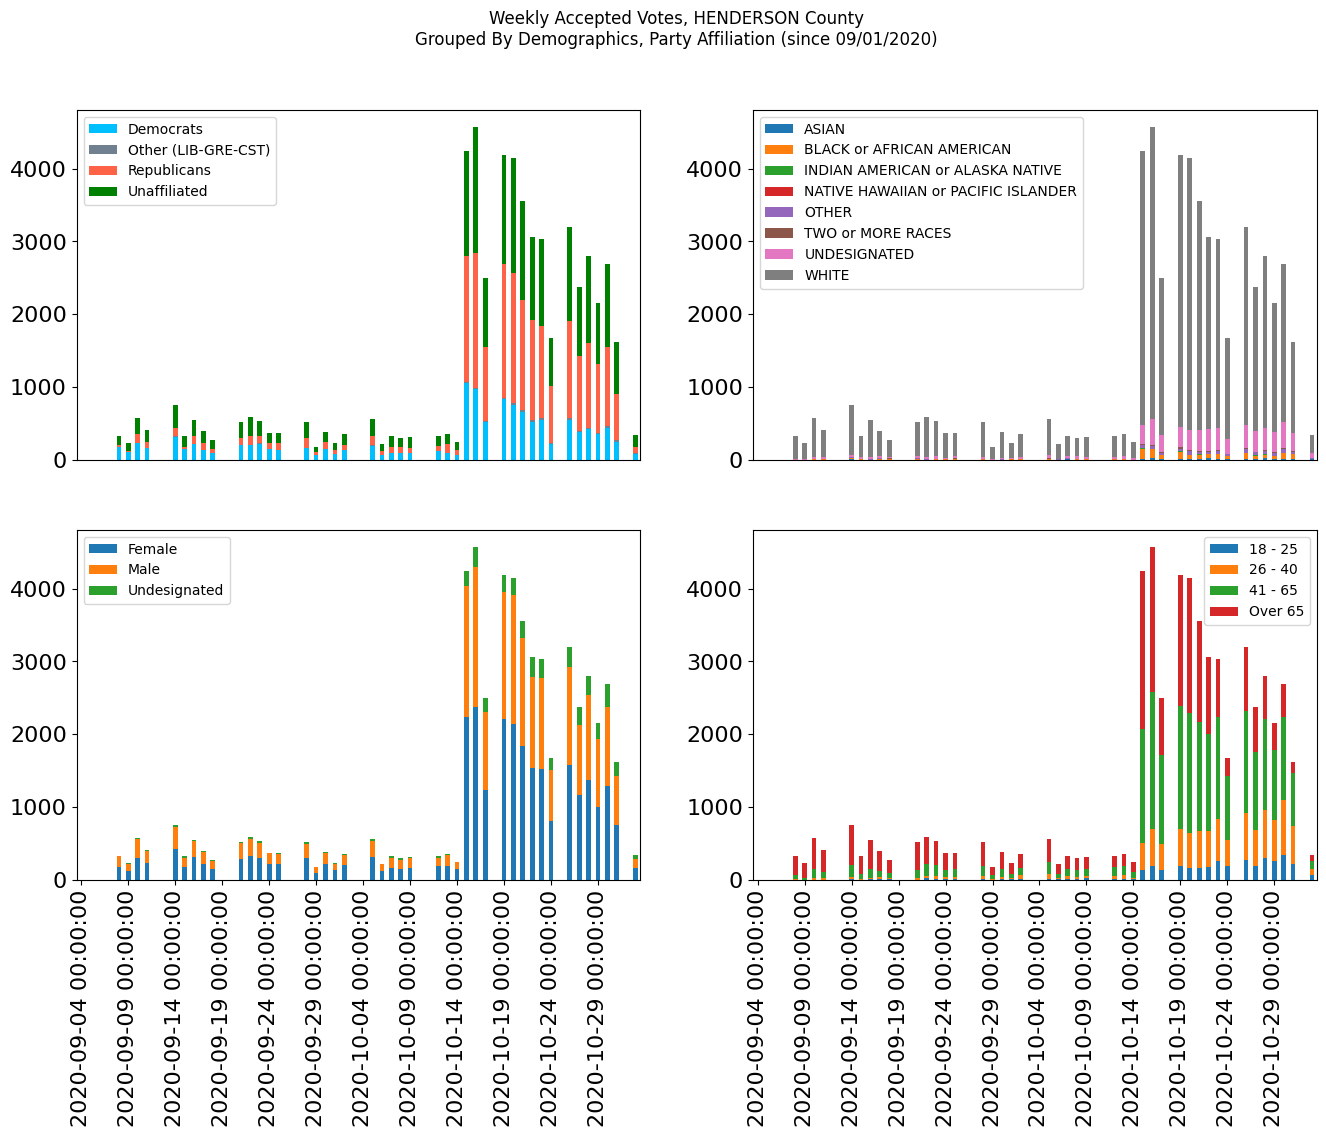 Weekly Accepted Votes, HENDERSON County
Grouped By Demographics, Party Affiliation (since 09/01/2020)
Democrats
Other (LIB-GRE-CST)
Republicans
Unaffiliated
4000
3000
2000
1000
0
ASIAN
BLACK or AFRICAN AMERICAN
INDIAN AMERICAN or ALASKA NATIVE
NATIVE HAWAIIAN or PACIFIC ISLANDER
OTHER
TWO or MORE RACES
UNDESIGNATED
WHITE
4000
3000
2000
1000
0
Female
Male
Undesignated
4000
3000
2000
1000
0
2020-09-04 00:00:00
2020-09-09 00:00:00
2020-09-14 00:00:00
2020-09-19 00:00:00
2020-09-24 00:00:00
2020-09-29 00:00:00
2020-10-04 00:00:00
2020-10-09 00:00:00
2020-10-14 00:00:00
2020-10-19 00:00:00
2020-10-24 00:00:00
2020-10-29 00:00:00
18 - 25
26 - 40
41 - 65
Over 65
4000
3000
2000
1000
0
2020-09-04 00:00:00
2020-09-09 00:00:00
2020-09-14 00:00:00
2020-09-19 00:00:00
2020-09-24 00:00:00
2020-09-29 00:00:00
2020-10-04 00:00:00
2020-10-09 00:00:00
2020-10-14 00:00:00
2020-10-19 00:00:00
2020-10-24 00:00:00
2020-10-29 00:00:00